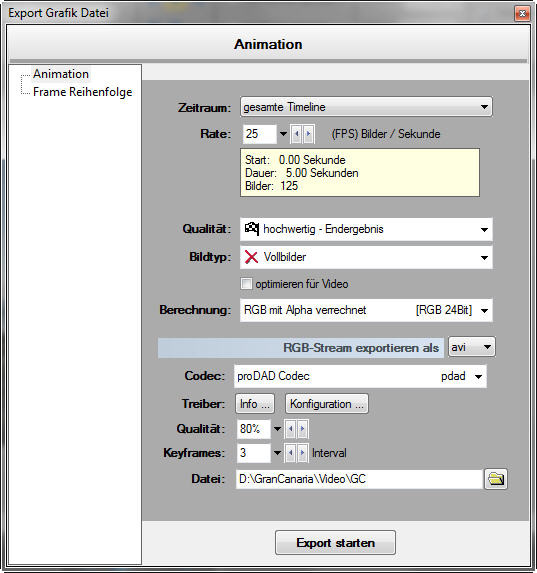 Export Grafik Datei
Animation
Animation
Frame Reihenfolge
Zeitraum: gesamte Timeline
Rate: 25 (FPS) Bilder / Sekunde
Start: 0.00 Sekunde
Dauer: 5.00 Sekunden
Bilder: 125
Qualität: hochwertig - Endergebnis
Bildtyp: Vollbilder
optimieren für Video
Berechnung: RGB mit Alpha verrechnet [RGB 24Bit]
RGB-Stream exportieren als avi
Codec: proDAD Codec pdad
Treiber: Info ... Konfiguration ...
Qualität: 80%
Keyframes: 3 Interval
Datei: D:\GranCanaria\Video\GC
Export starten